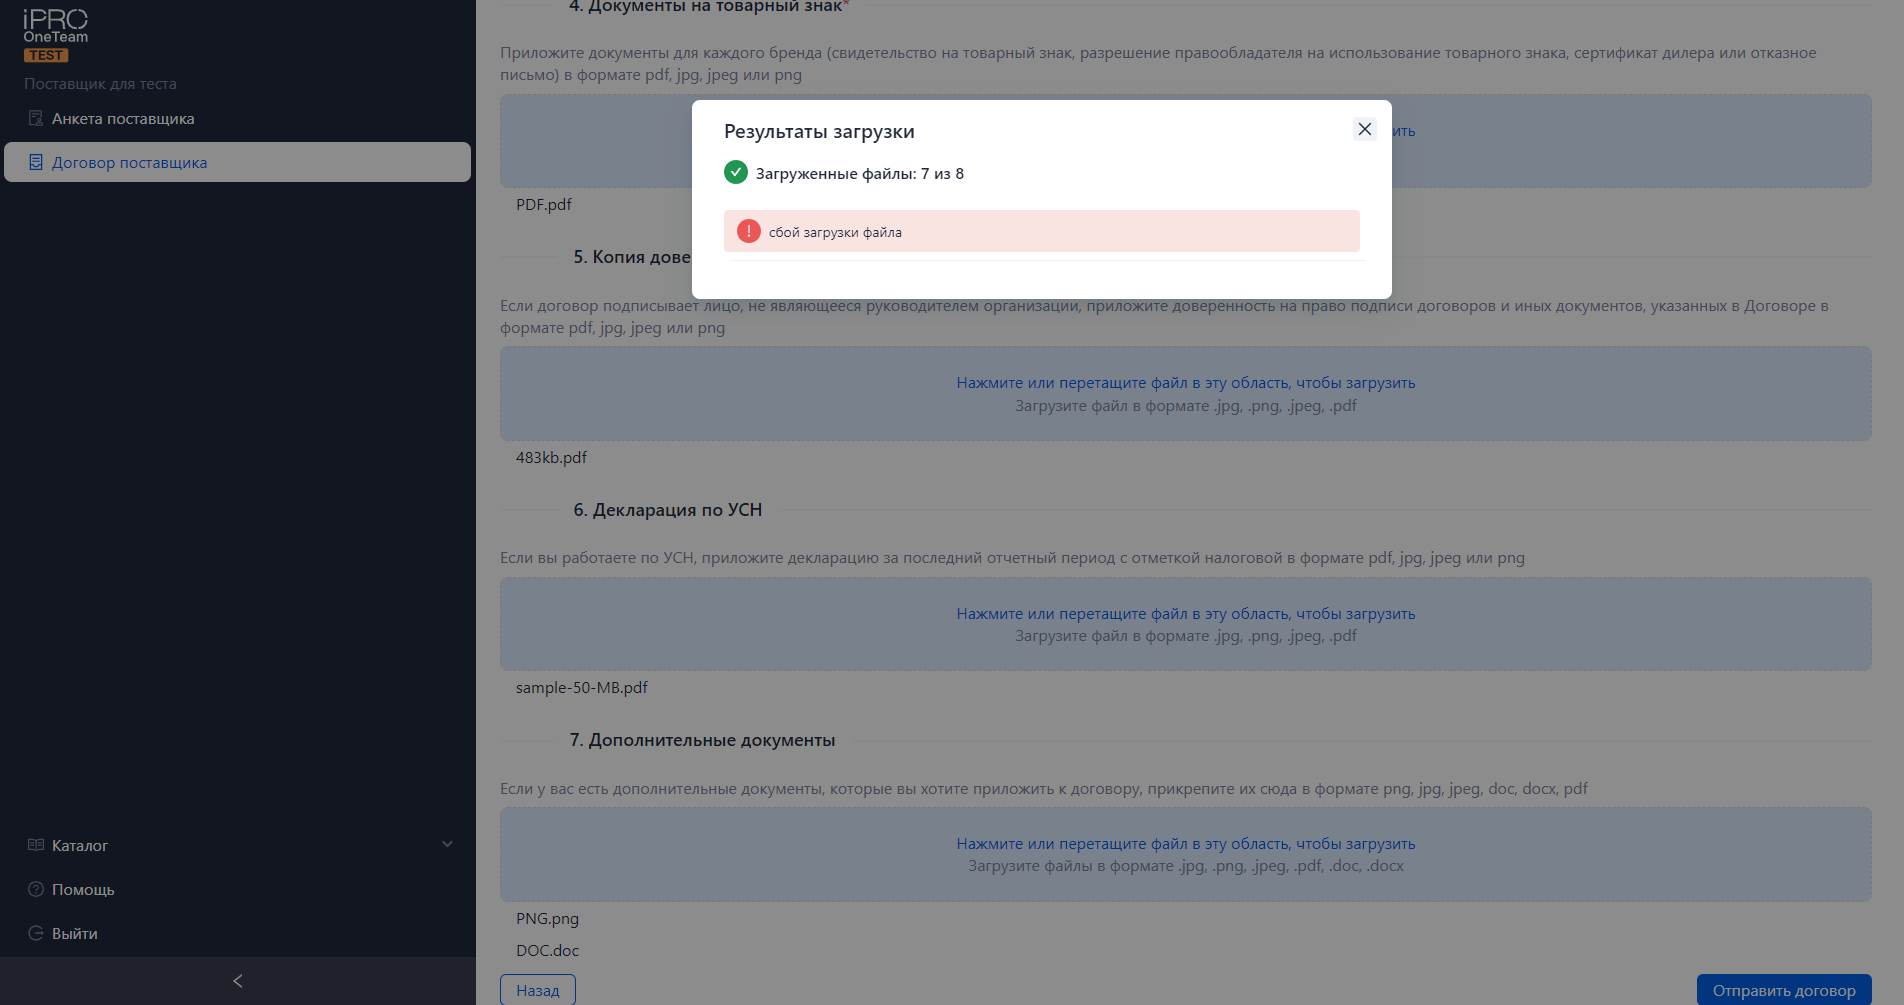 iPRO
OneTeam
TEST
Поставщик для теста
Анкета поставщика
Договор поставщика
Каталог
Помощь
Выйти
4. Документы на товарный знак*
Приложите документы для каждого бренда (свидетельство на товарный знак, разрешение правообладателя на использование товарного знака, сертификат дилера или отказное
письмо) в формате pdf, jpg, jpeg или png
ить
PDF.pdf
Результаты загрузки
Загруженные файлы: 7 из 8
сбой загрузки файла
5. Копия дове
Если договор подписывает лицо, не являющееся руководителем организации, приложите доверенность на право подписи договоров и иных документов, указанных в Договоре в
формате pdf, jpg, jpeg или png
Нажмите или перетащите файл в эту область, чтобы загрузить
Загрузите файл в формате .jpg, .png, .jpeg, .pdf
483kb.pdf
6. Декларация по УСН
Если вы работаете по УСН, приложите декларацию за последний отчетный период с отметкой налоговой в формате pdf, jpg, jpeg или png
Нажмите или перетащите файл в эту область, чтобы загрузить
Загрузите файл в формате .jpg, .png, .jpeg, .pdf
sample-50-MB.pdf
7. Дополнительные документы
Если у вас есть дополнительные документы, которые вы хотите приложить к договору, прикрепите их сюда в формате png, jpg, jpeg, doc, docx, pdf
Нажмите или перетащите файл в эту область, чтобы загрузить
Загрузите файлы в формате .jpg, .png, .jpeg, .pdf, .doc, .docx
PNG.png
DOC.doc
Назад
Отправить договор